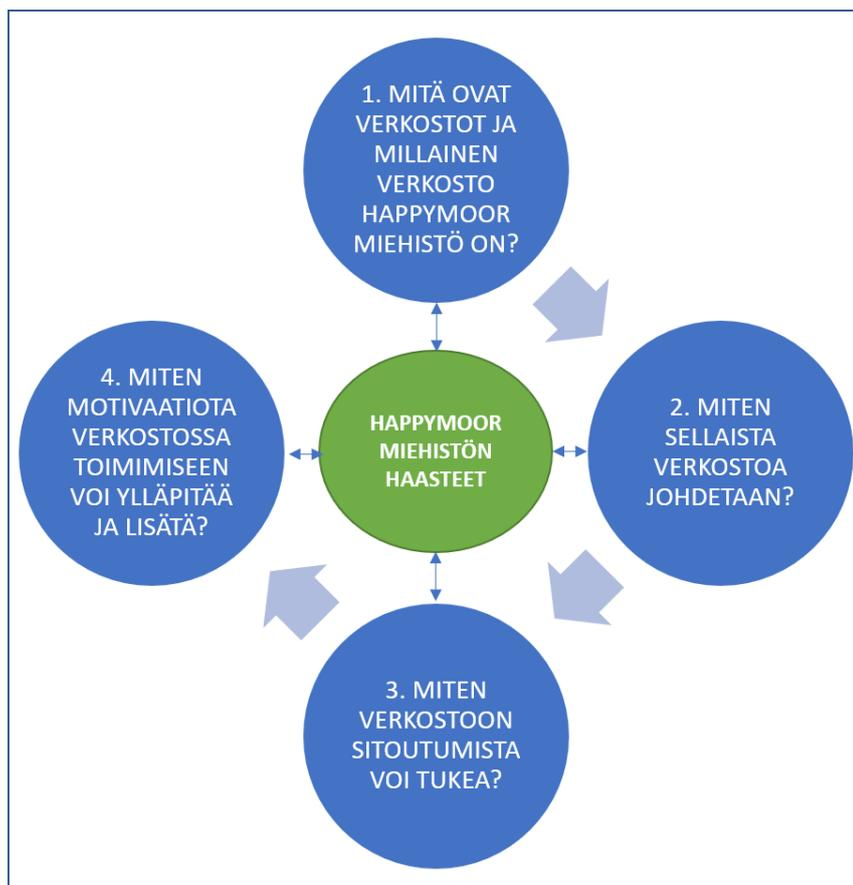 1. MITÄ OVAT
VERKOSTOT JA
MILLAINEN
VERKOSTO
HAPPYMOOR
MIEHISTÖ ON?
2. MITEN
SELLAISTA
VERKOSTOA
JOHDETAAN?
3. MITEN
VERKOSTOON
SITOUTUMISTA
VOI TUKEA?
4. MITEN
MOTIVAATIOTA
VERKOSTOSSA
TOIMIMISEEN
VOI YLLÄPITÄÄ
JA LISÄTÄ?
HAPPYMOOR
MIEHISTÖN
HAASTEET